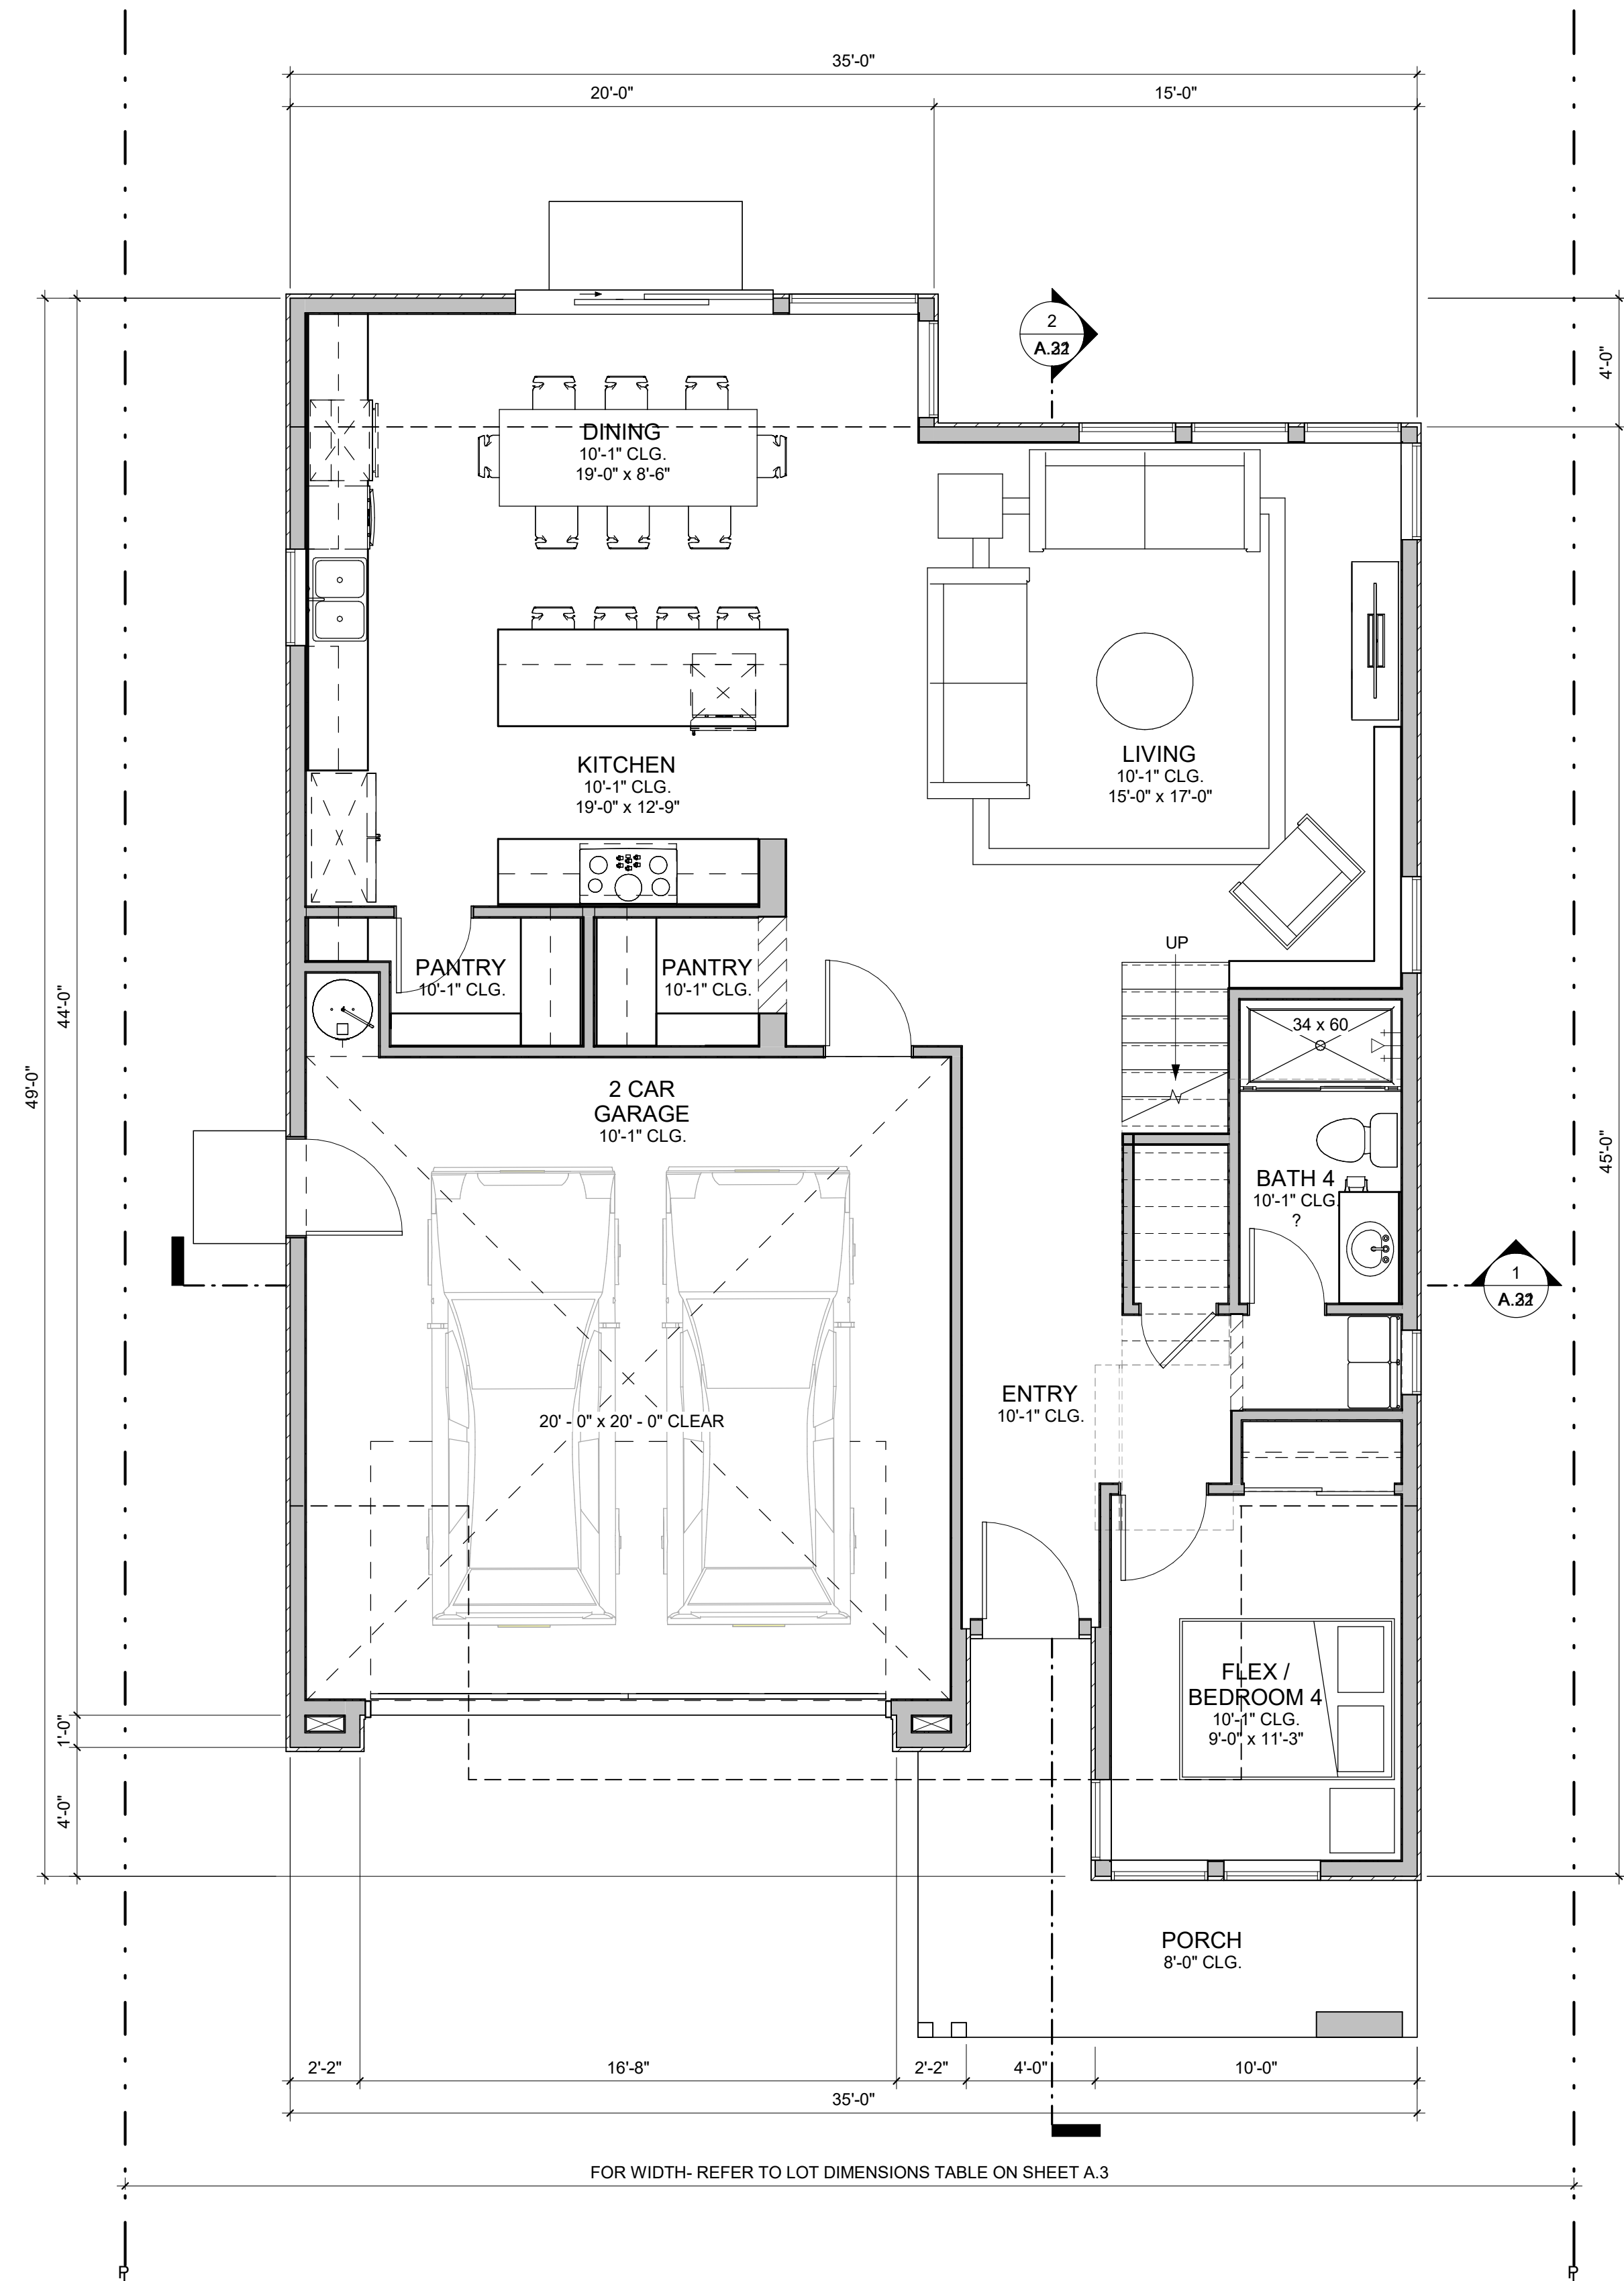 35'-0"
20'-0"
15'-0"
2
4'-0"
DINING
10'-1" CLG.
19'-0" x 8'-6"
KITCHEN
10'-1" CLG.
19'-0" x 12'-9"
LIVING
10'-1" CLG.
15'-0" x 17'-0"
UP
PANTRY
10'-1" CLG.
PANTRY
10'-1" CLG.
44'-0"
49'-0"
34 x 60
2 CAR
GARAGE
10'-1" CLG.
45'-0"
BATH 4
10'-1" CLG.
?
1
ENTRY
10'-1" CLG.
20' - 0" x 20' - 0" CLEAR
FLEX /
BEDROOM 4
10'-1" CLG.
9'-0" x 11'-3"
1'-0"
4'-0"
PORCH
8'-0" CLG.
2'-2"
16'-8"
2'-2"
4'-0"
10'-0"
35'-0"
FOR WIDTH- REFER TO LOT DIMENSIONS TABLE ON SHEET A.3